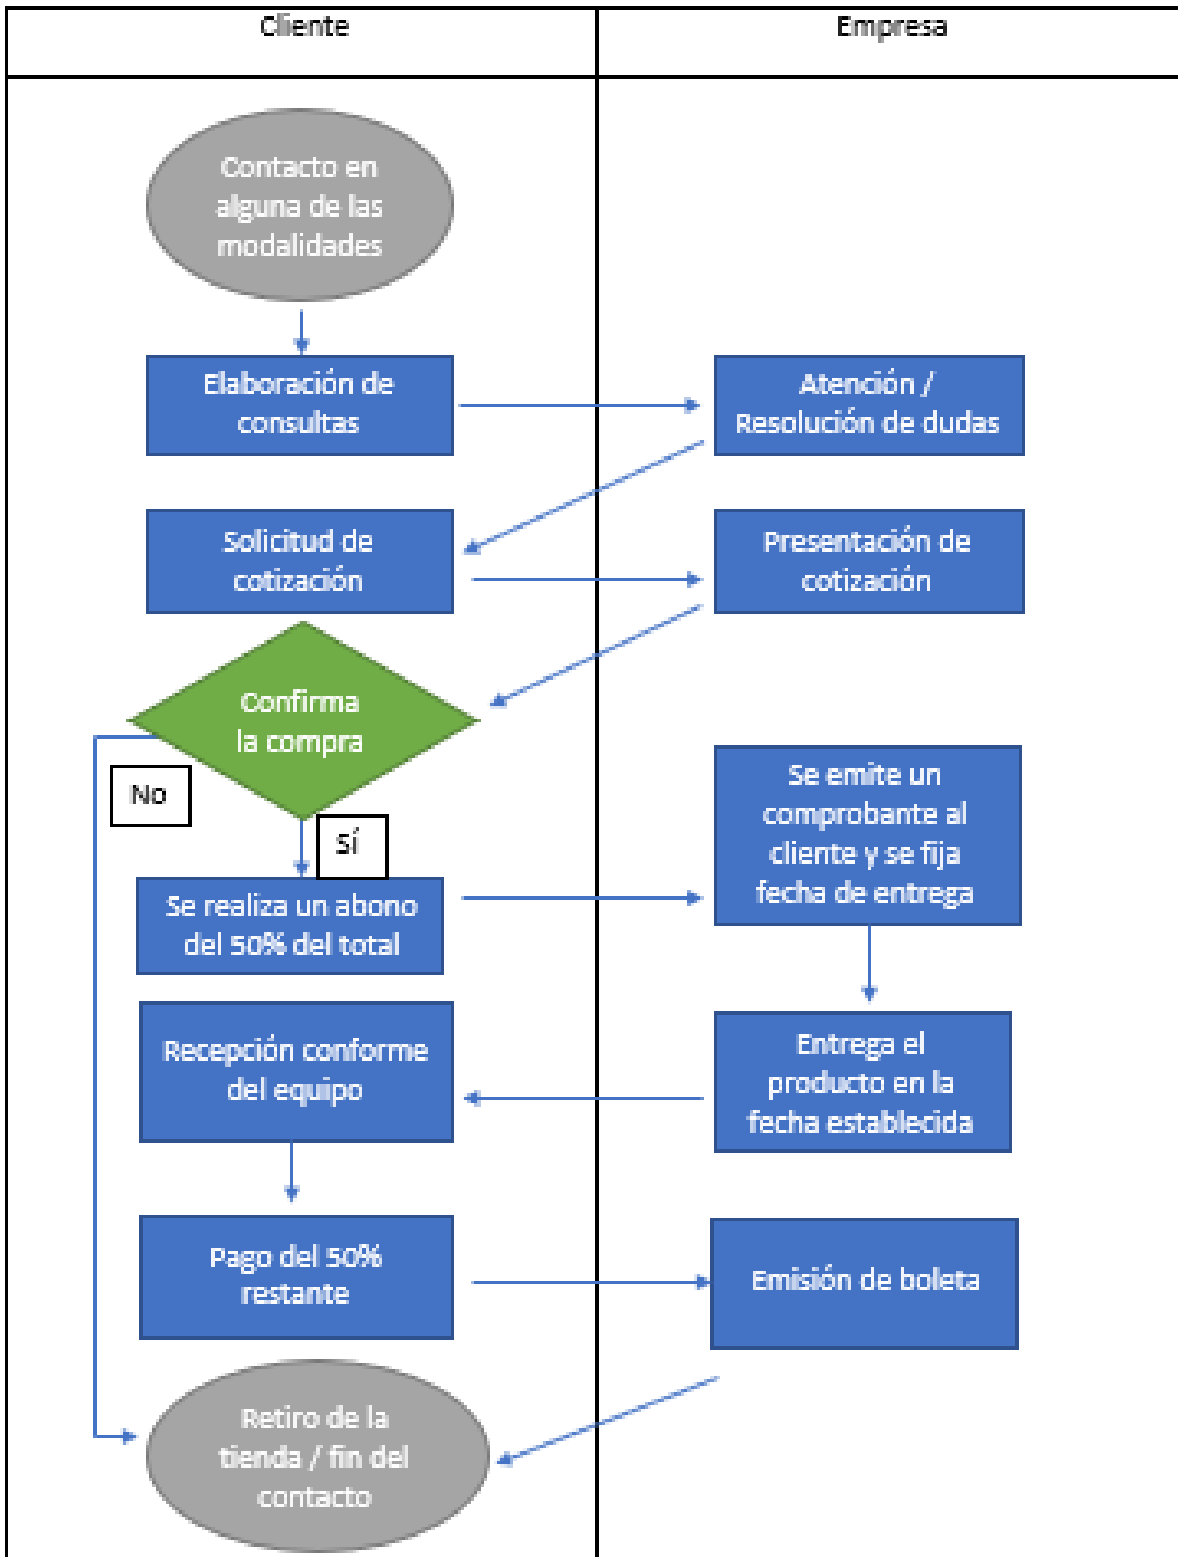 Cliente
Empresa
Contacto en
alguna de las
modalidades
Elaboración de
consultas
Atención /
Resolución de dudas
Solicitud de
cotización
Presentación de
cotización
Confirma
la compra
No
Sí
Se emite un
comprobante al
cliente y se fija
fecha de entrega
Se realiza un abono
del 50% del total
Recepción conforme
del equipo
Entrega el
producto en la
fecha establecida
Pago del 50%
restante
Emisión de boleta
Retiro de la
tienda / fin del
contacto